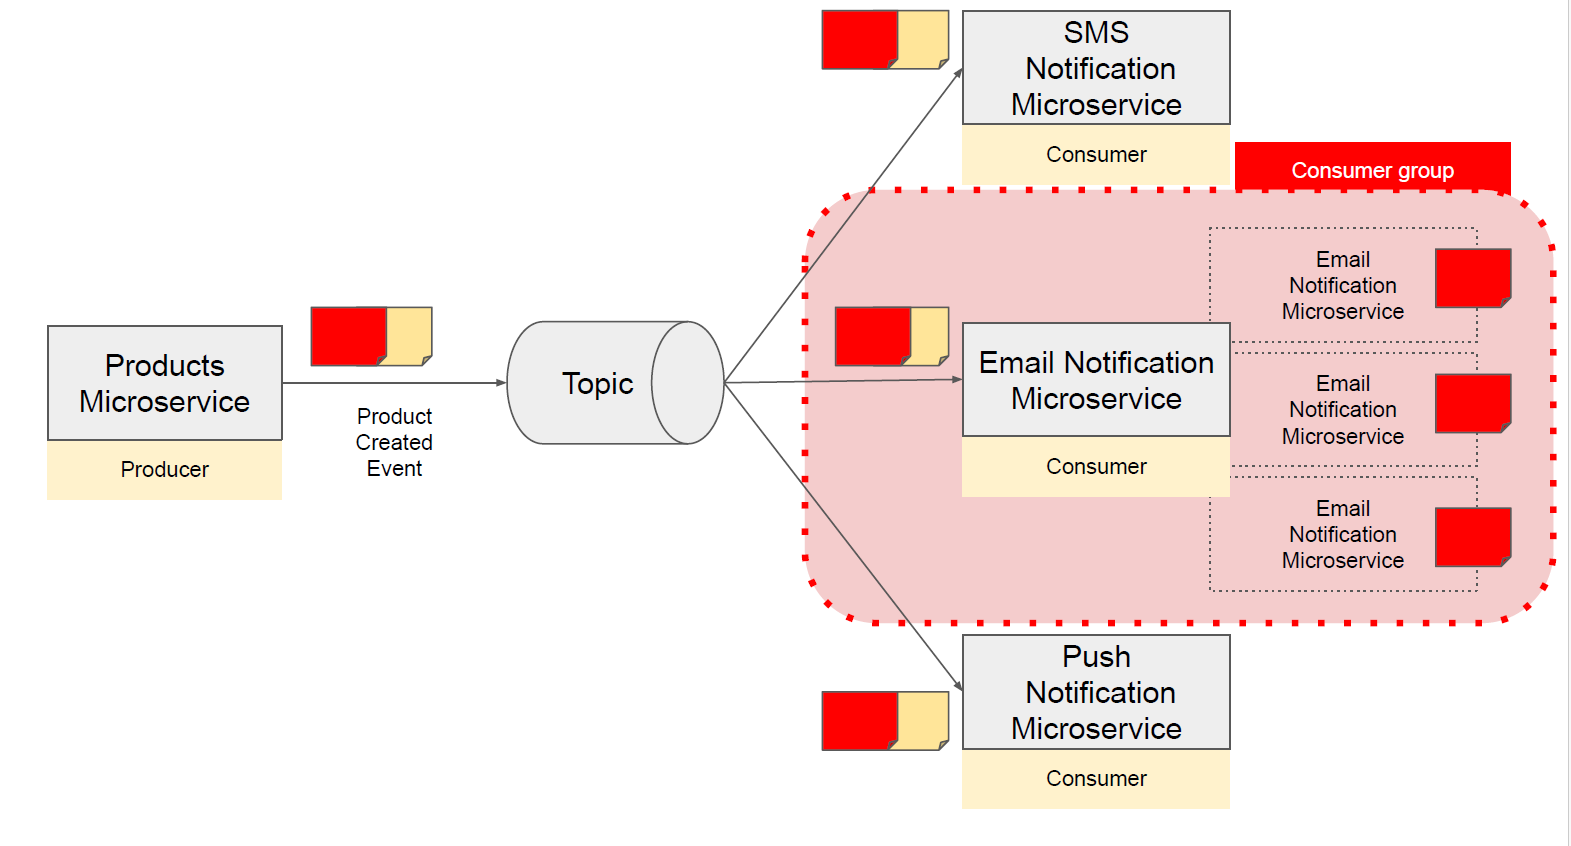 SMS
Notification
Microservice
Consumer
Consumer group
Products
Microservice
Producer
Product
Created
Event
Topic
Email Notification
Microservice
Consumer
Email
Notification
Microservice
Email
Notification
Microservice
Email
Notification
Microservice
Push
Notification
Microservice
Consumer